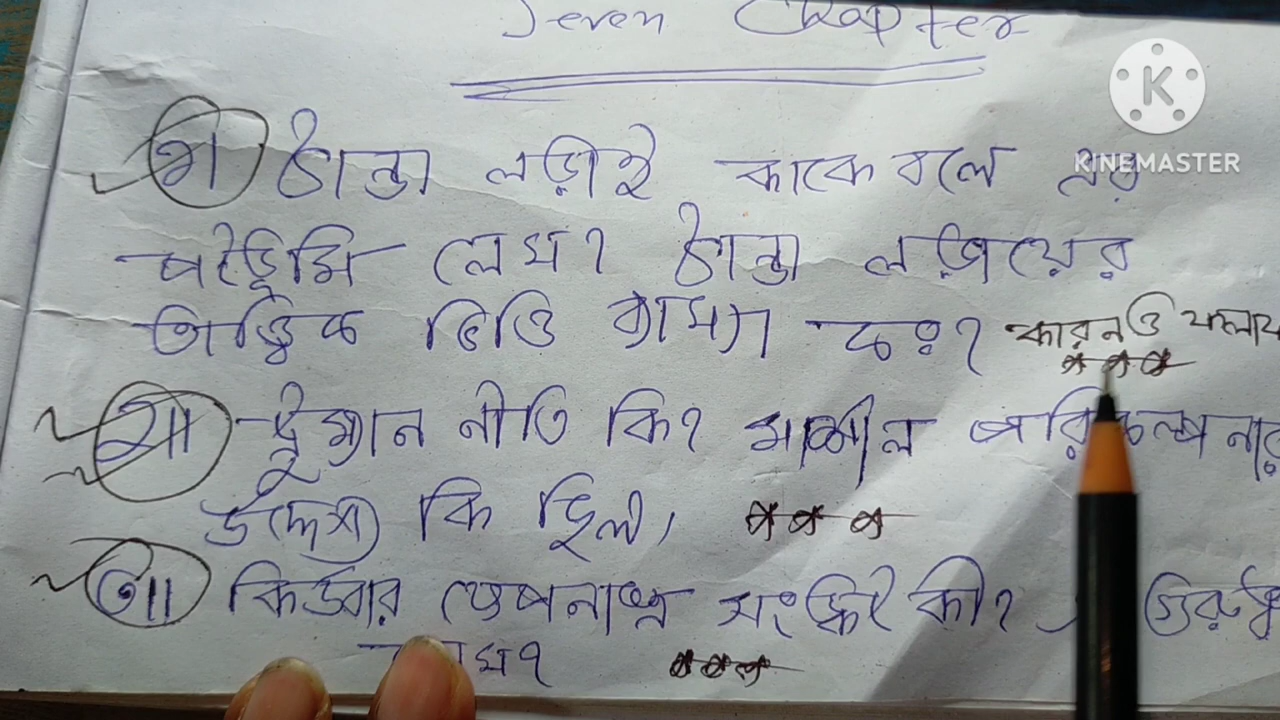 Seven Chapter
K
KINEMASTER
১। ঠান্ডা লড়াই কাকে বলে এর
পটভূমি লেখ? ঠান্ডা লড়াইয়ের
তাত্ত্বিক ভিত্তি ব্যাখ্যা কর? কারন ও
২॥ ট্রুম্যান নীতি কি? মার্শাল পরিকল্পনার
উদ্দেশ্য কি ছিল।
৩॥ কিউবার ক্ষেপনাস্ত্র সংকট কী? গুরুত্ব